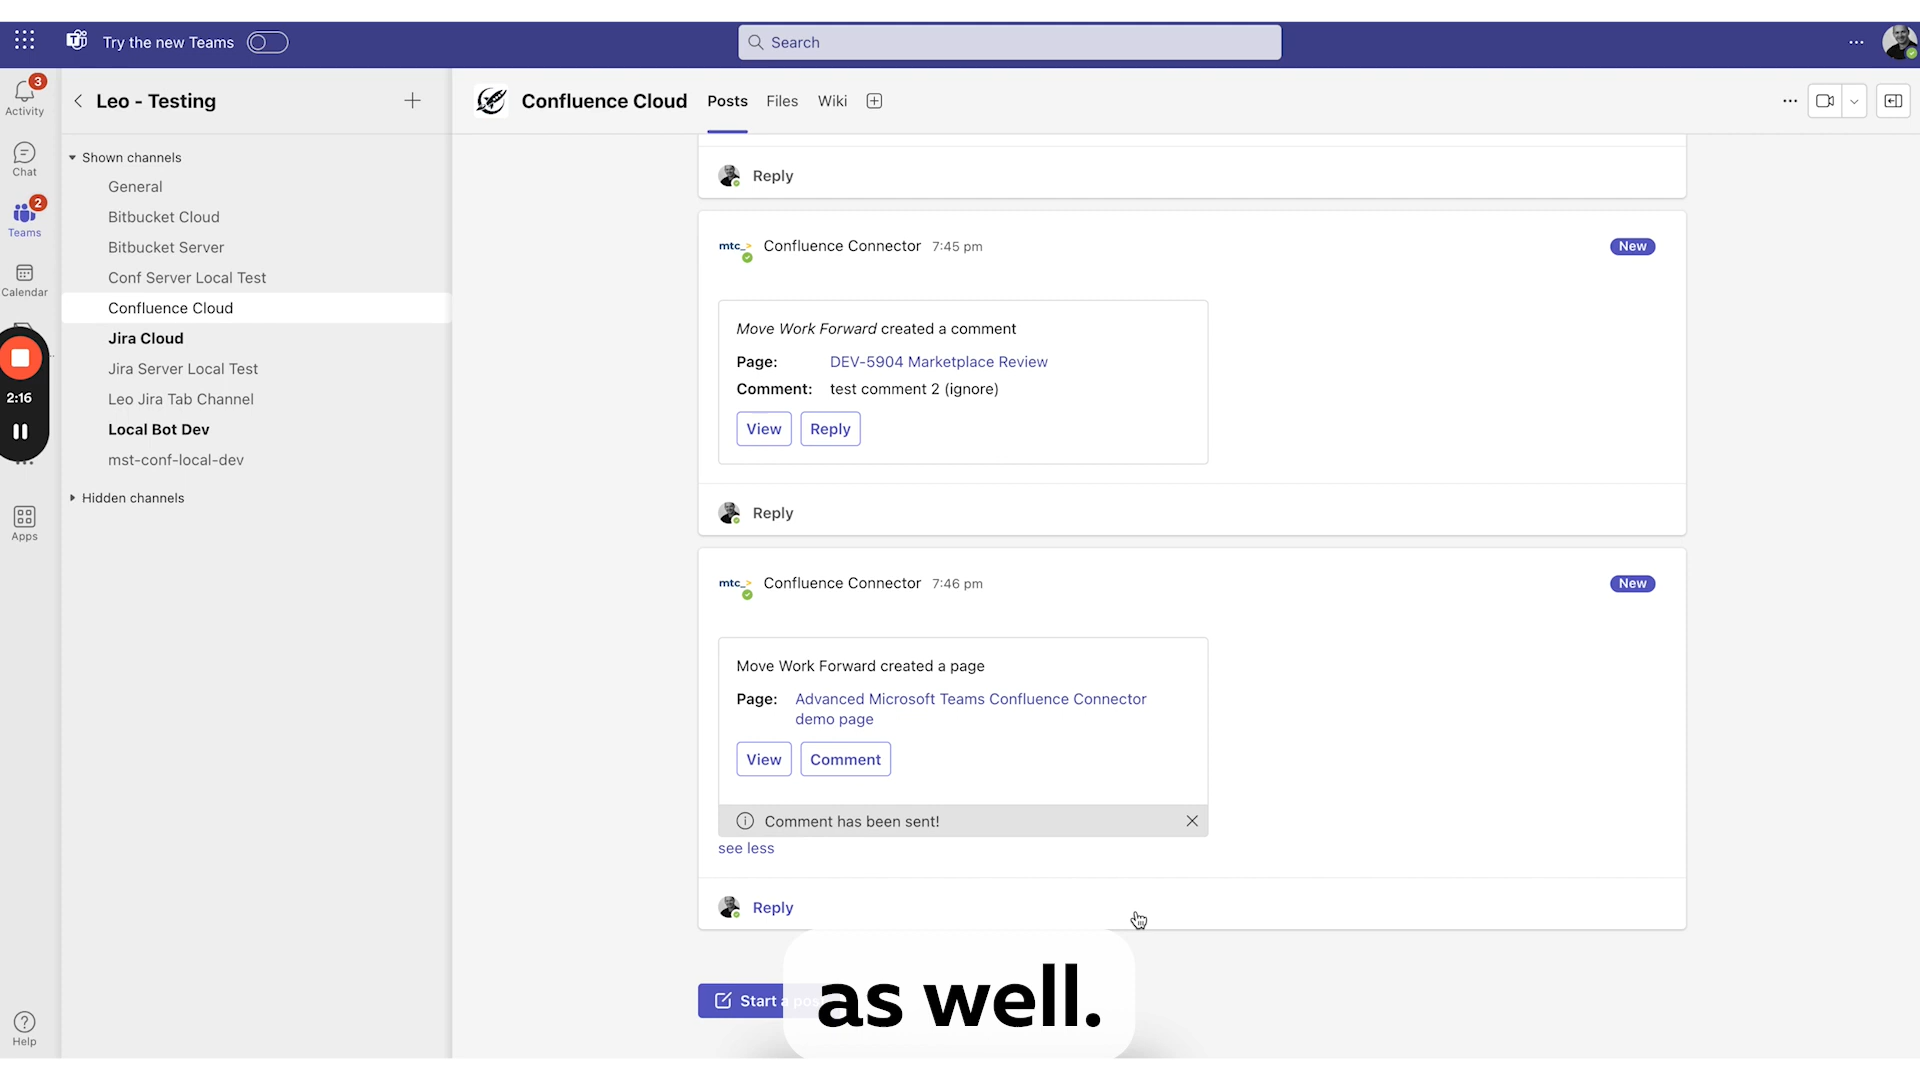 Try the new Teams
Search
3
Activity
Chat
2
Teams
Calendar
2:16
Apps
Help
Leo - Testing
Shown channels
General
Bitbucket Cloud
Bitbucket Server
Conf Server Local Test
Confluence Cloud
Jira Cloud
Jira Server Local Test
Leo Jira Tab Channel
Local Bot Dev
mst-conf-local-dev
Hidden channels
Confluence Cloud Posts Files Wiki
Reply
mtc_> Confluence Connector 7:45 pm New
Move Work Forward created a comment
Page: DEV-5904 Marketplace Review
Comment: test comment 2 (ignore)
View Reply
Reply
mtc_> Confluence Connector 7:46 pm New
Move Work Forward created a page
Page: Advanced Microsoft Teams Confluence Connector
demo page
View Comment
Comment has been sent!
see less
Reply
Start a post
as well.